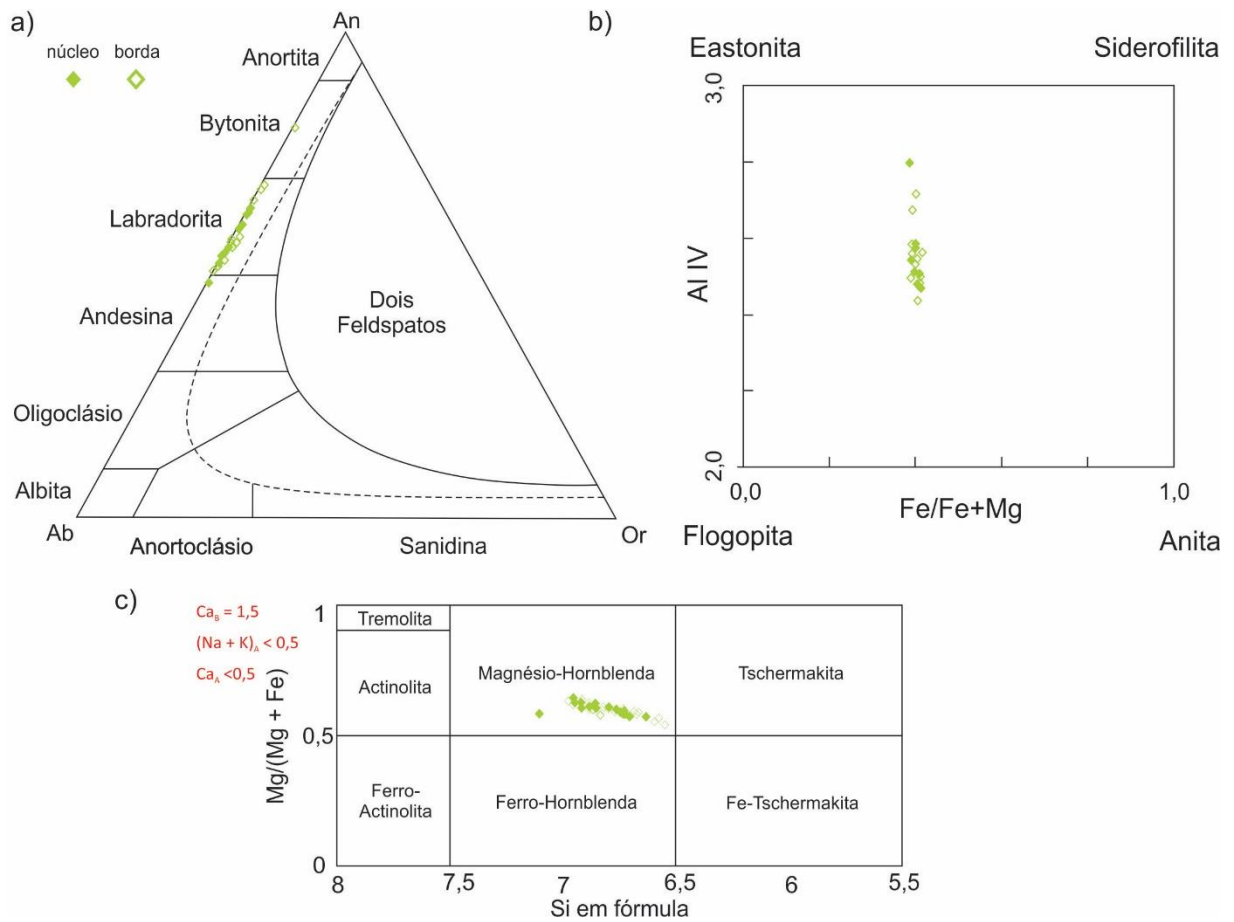 a)
núcleo borda
An
Anortita
Bytonita
Labradorita
Andesina
Oligoclásio
Albita
Ab
Dois
Feldspatos
Anortoclásio
Sanidina
Or
b)
Eastonita
Siderofilita
3,0
Al IV
2,0
0,0
Fe/Fe+Mg
1,0
Flogopita
Anita
c)
Ca_B = 1,5
(Na + K)_A < 0,5
Ca_A <0,5
Mg/(Mg + Fe)
1
0,5
0
Tremolita
Actinolita
Ferro-
Actinolita
Magnésio-Hornblenda
Tschermakita
Ferro-Hornblenda
Fe-Tschermakita
8
7,5
7
6,5
6
5,5
Si em fórmula